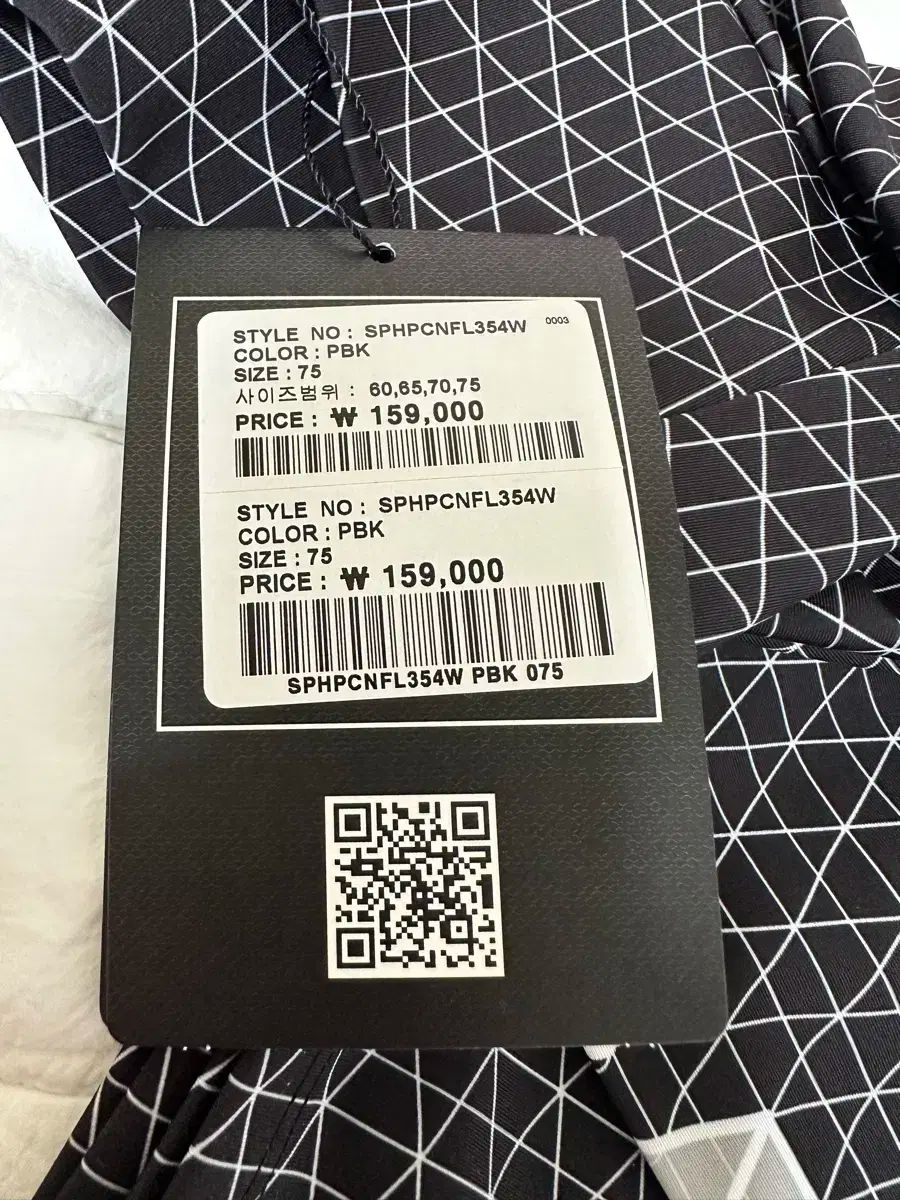 STYLE NO : SPHPCNFL354W 0003
COLOR : PBK
SIZE : 75
사이즈범위 : 60,65,70,75
PRICE : ₩ 159,000
STYLE NO : SPHPCNFL354W
COLOR : PBK
SIZE : 75
PRICE : ₩ 159,000
SPHPCNFL354W PBK 075